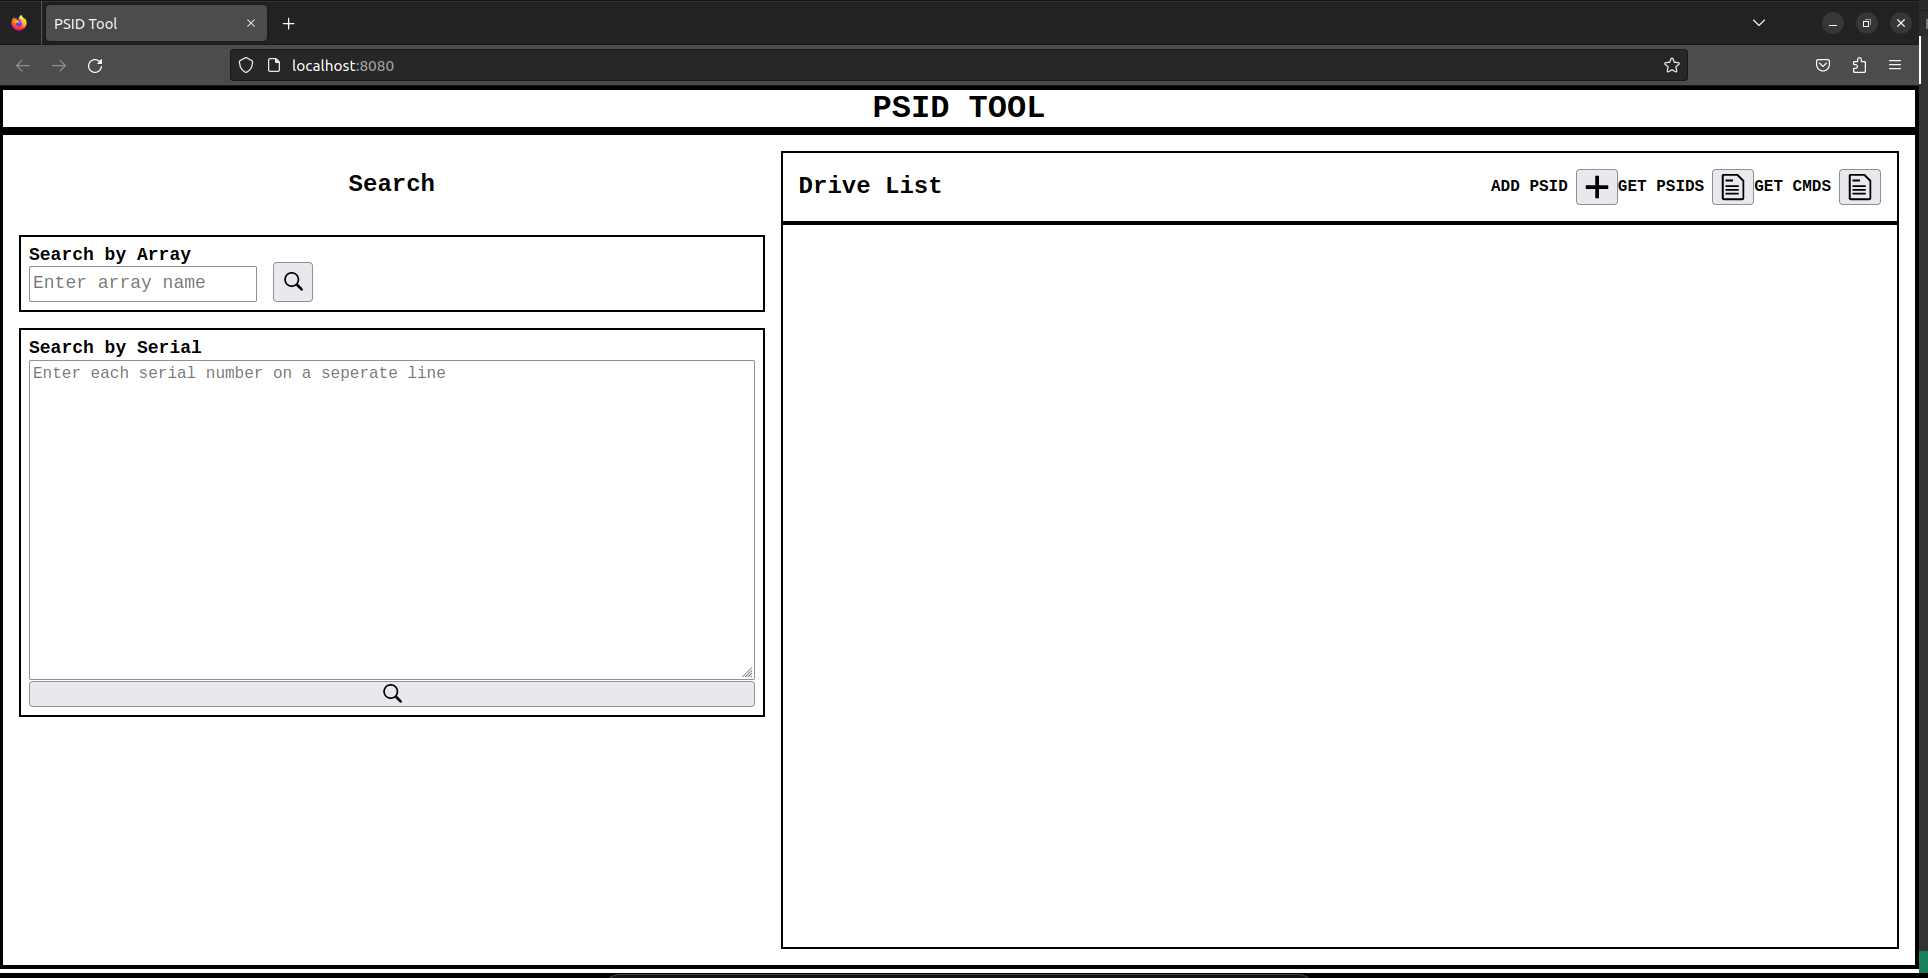 PSID Tool
localhost:8080
PSID TOOL
Search
Search by Array
Enter array name
Search by Serial
Enter each serial number on a seperate line
Drive List
ADD PSID GET PSIDS GET CMDS